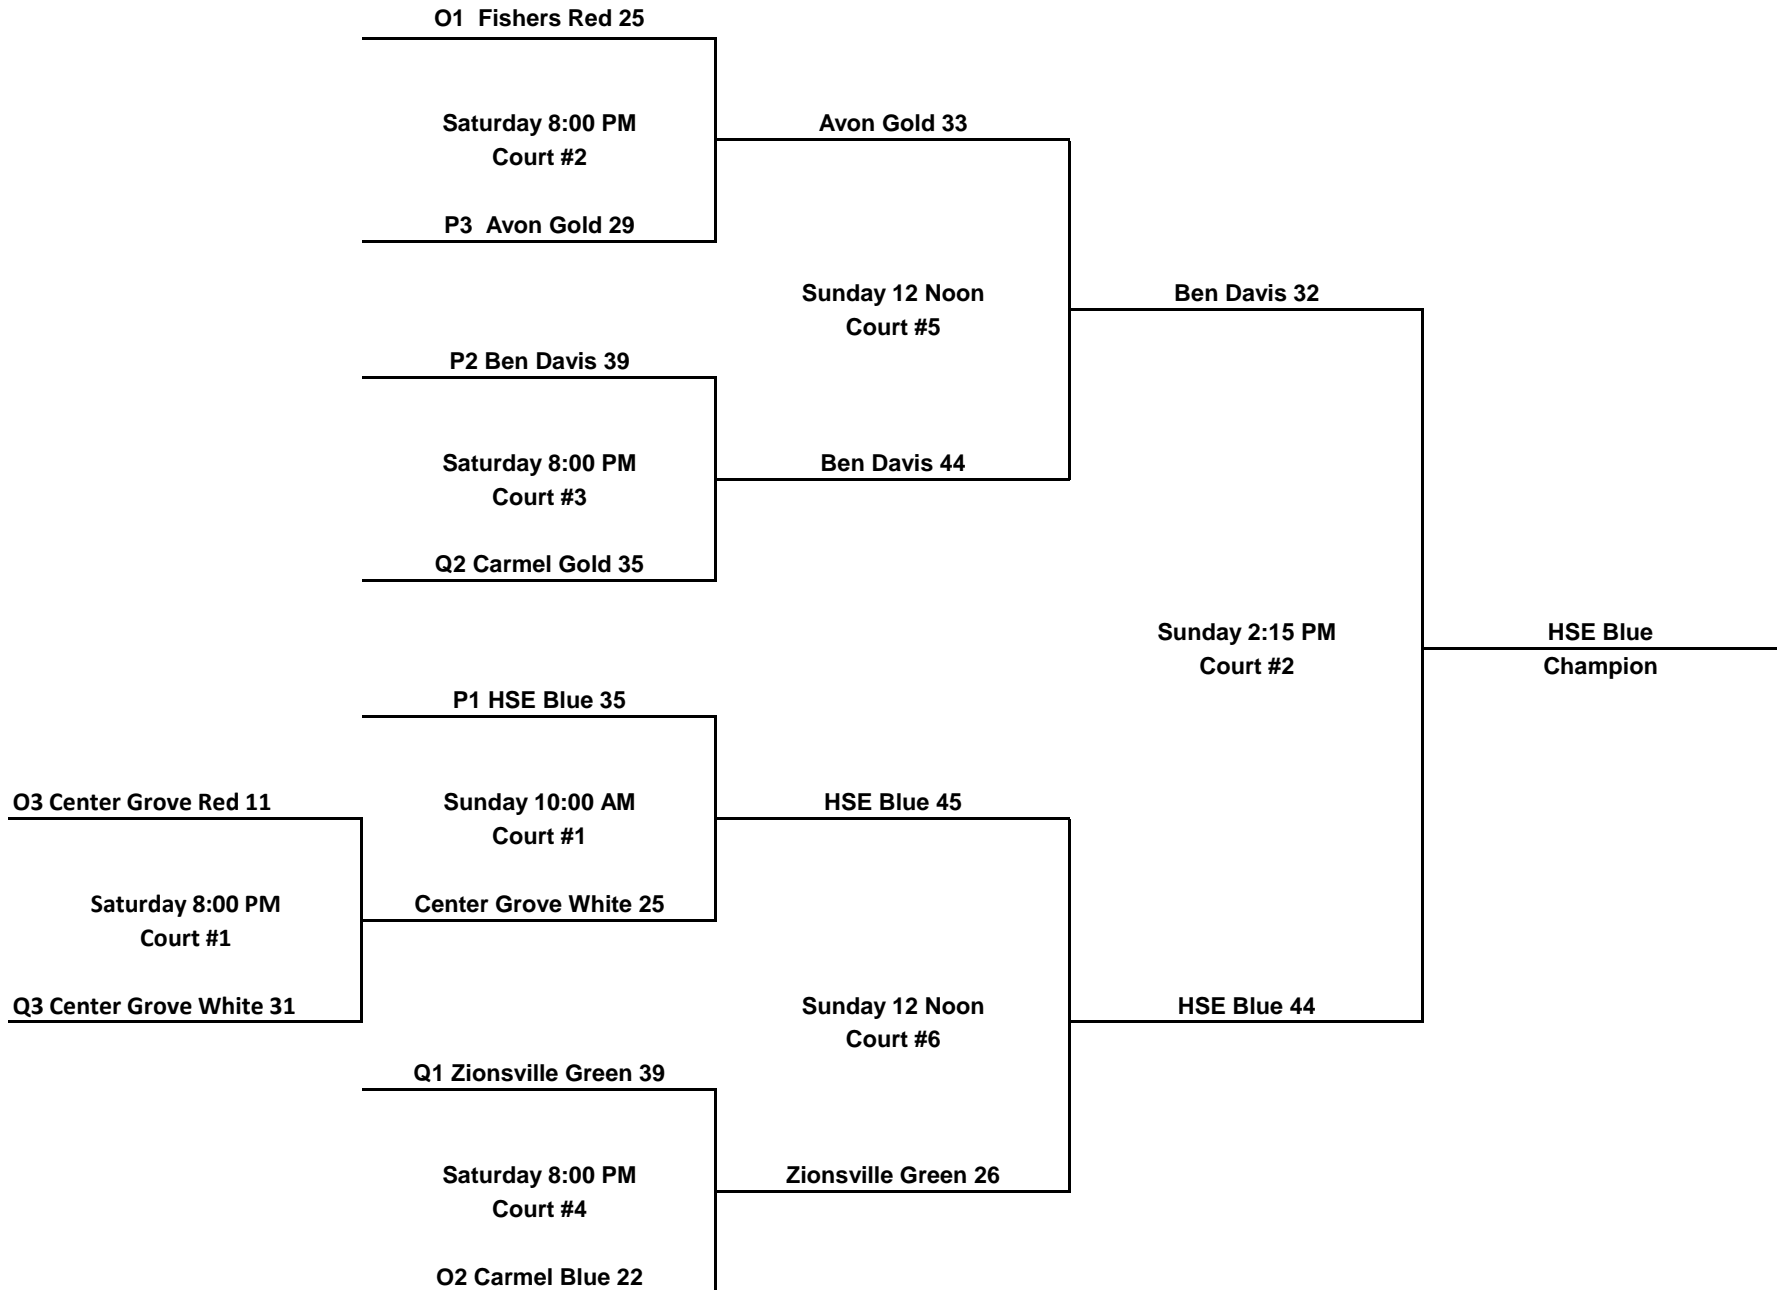 O1  Fishers Red 25
Saturday 8:00 PM
Court #2
Avon Gold 33
P3  Avon Gold 29
Sunday 12 Noon
Court #5
Ben Davis 32
P2 Ben Davis 39
Saturday 8:00 PM
Court #3
Ben Davis 44
Q2 Carmel Gold 35
Sunday 2:15 PM
Court #2
HSE Blue
Champion
P1 HSE Blue 35
O3 Center Grove Red 11
Sunday 10:00 AM
Court #1
HSE Blue 45
Saturday 8:00 PM
Court #1
Center Grove White 25
Q3 Center Grove White 31
Sunday 12 Noon
Court #6
HSE Blue 44
Q1 Zionsville Green 39
Saturday 8:00 PM
Court #4
Zionsville Green 26
O2 Carmel Blue 22